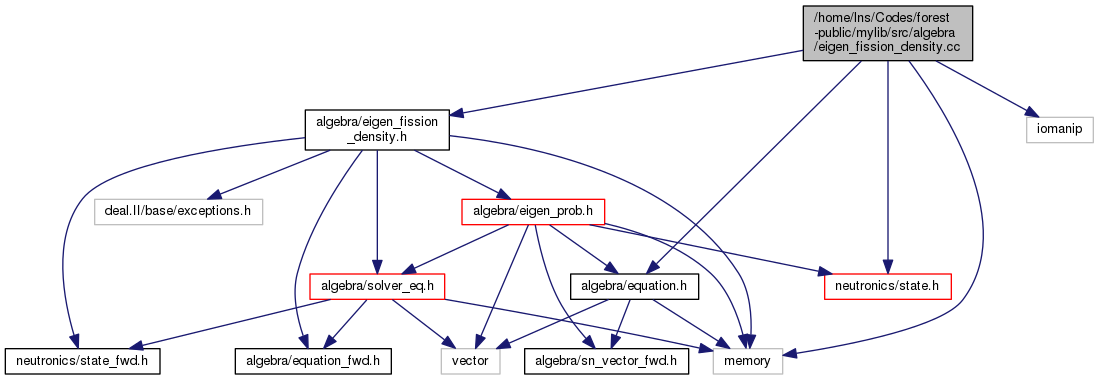 /home/lns/Codes/forest
-public/mylib/src/algebra
/eigen_fission_density.cc
algebra/eigen_fission
_density.h
iomanip
deal.II/base/exceptions.h
algebra/eigen_prob.h
algebra/solver_eq.h
algebra/equation.h
neutronics/state.h
neutronics/state_fwd.h
algebra/equation_fwd.h
vector
algebra/sn_vector_fwd.h
memory